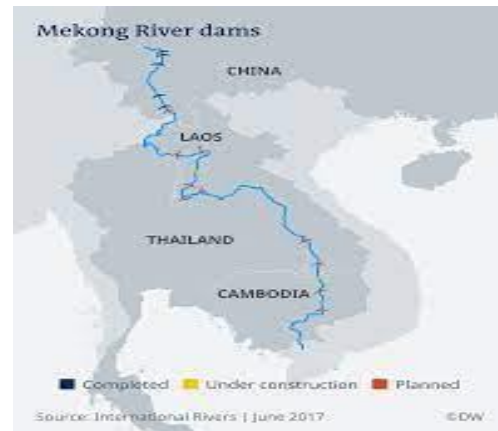 Mekong River dams
CHINA
LAOS
THAILAND
CAMBODIA
Completed Under construction Planned
Source: International Rivers | June 2017 ©DW